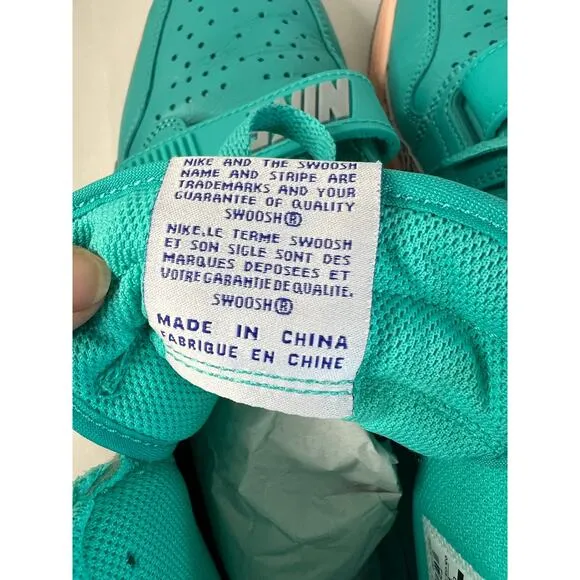 NIKE
NIKE AND THE SWOOSH
NAME AND STRIPE ARE
TRADEMARKS AND YOUR
GUARANTEE OF QUALITY
SWOOSH®
NIKE.LE TERME SWOOSH
ET SON SIGLE SONT DES
MARQUES DEPOSEES ET
VOTRE GARANTIE DE QUALITE.
SWOOSH®
MADE IN CHINA
FABRIQUE EN CHINE